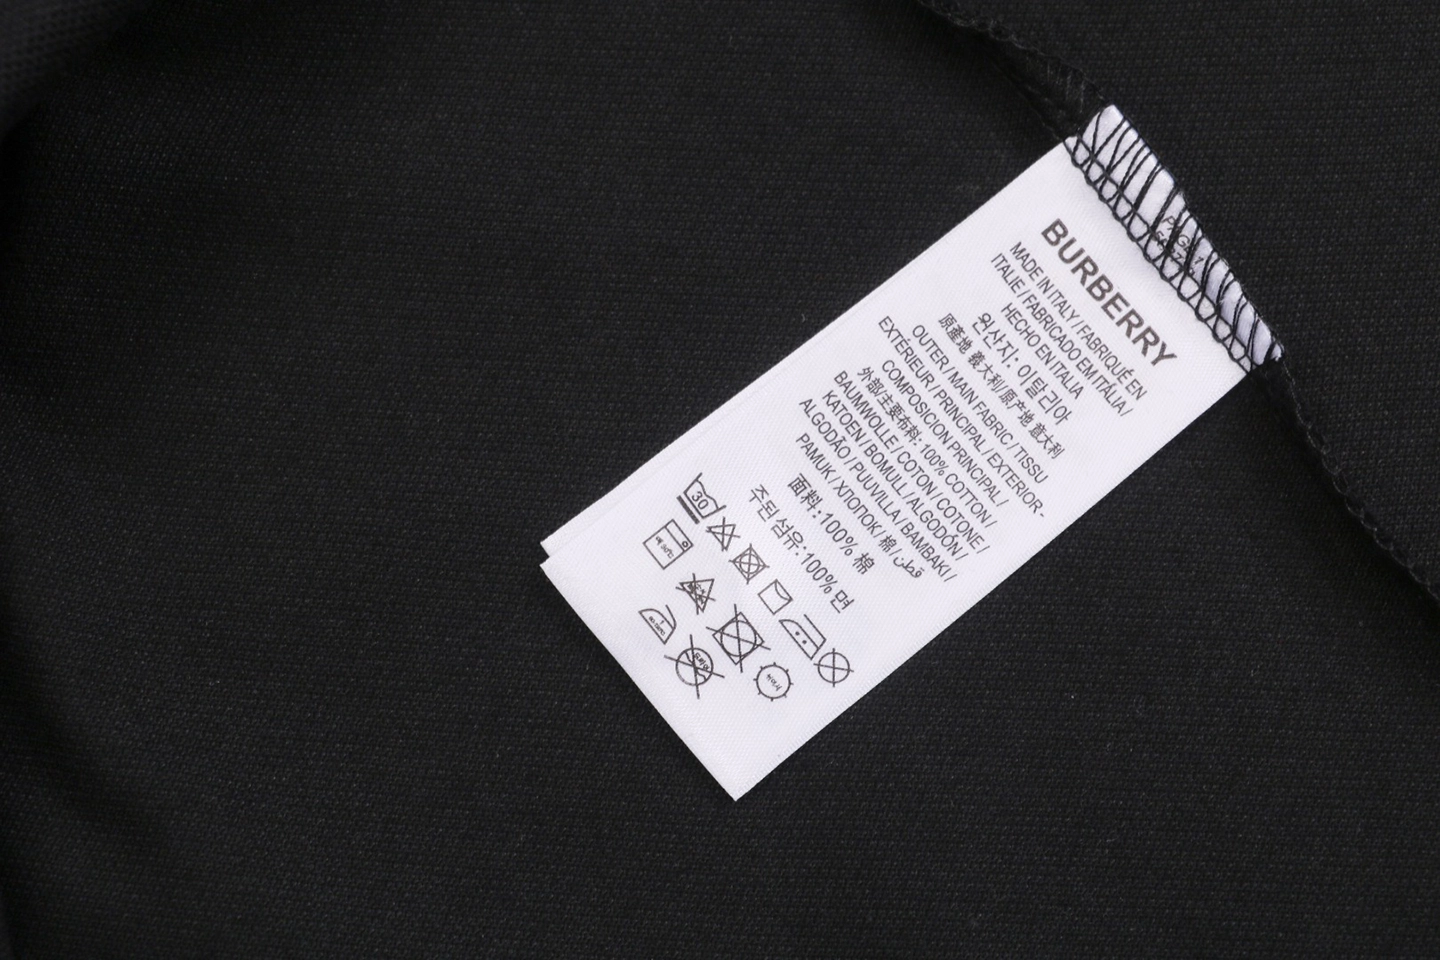 BURBERRY
MADE IN ITALY / FABRIQUÉ EN
ITALIE / FABRICADO EM ITÁLIA /
HECHO EN ITALIA
원산지: 이탈리아
原產地 義大利/原产地 意大利
OUTER / MAIN FABRIC / TISSU
EXTÉRIEUR / PRINCIPAL / EXTERIOR -
COMPOSICION PRINCIPAL /
外部/主要布料: 100% COTTON /
BAUMWOLLE / COTON / COTONE /
KATOEN / BOMULL / ALGODÓN /
ALGODÃO / PUUVILLA / BAMBAKI /
PAMUK / ХЛОПОК / 棉 / قطن
面料:100% 棉
주된 섬유:100% 면
30